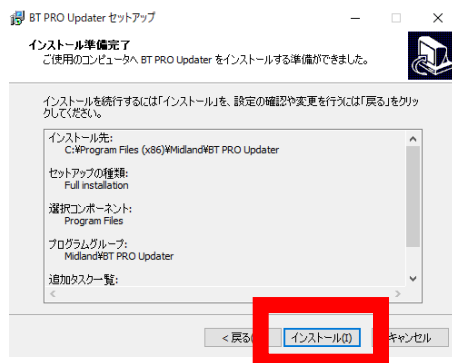 BT PRO Updater セットアップ
インストール準備完了
ご使用のコンピュータへ BT PRO Updater をインストールする準備ができました。
インストールを続行するには「インストール」を、設定の確認や変更を行うには「戻る」をクリッ
クしてください。
インストール先:
C:¥Program Files (x86)¥Midland¥BT PRO Updater
セットアップの種類:
Full installation
選択コンポーネント:
Program Files
プログラムグループ:
Midland¥BT PRO Updater
追加タスク一覧:
< 戻る インストール(I) キャンセル